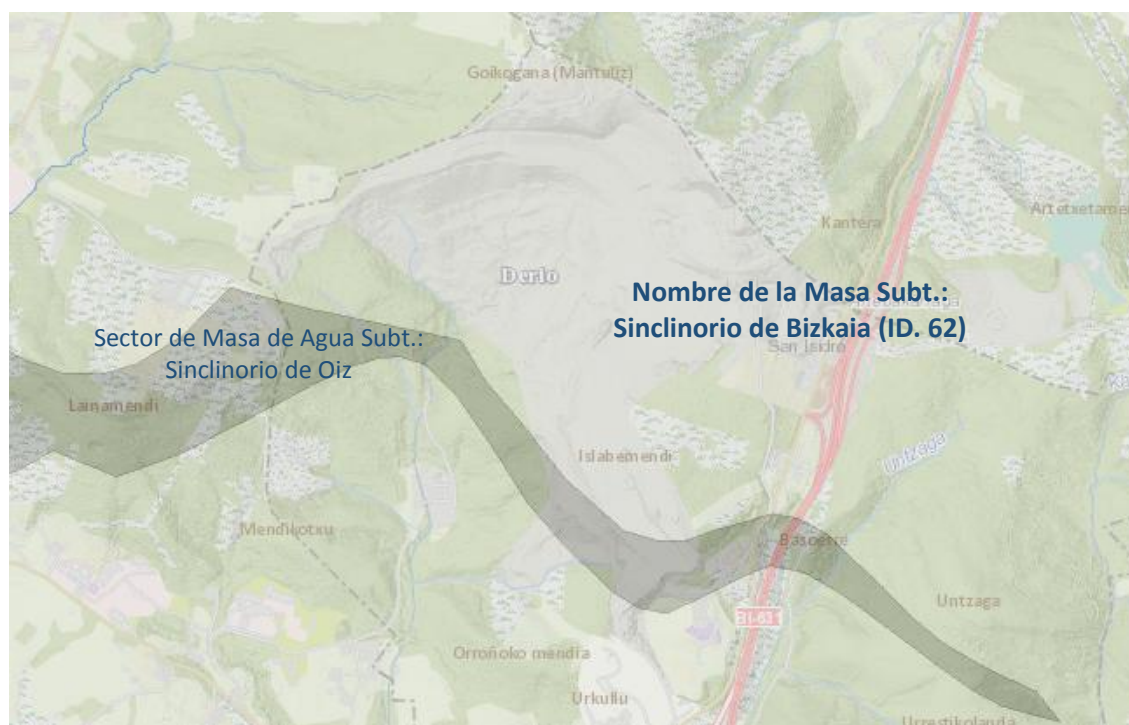 Goikogana (Mantuliz)
Kantera
Derio
Nombre de la Masa Subt.:
Sinclinorio de Bizkaia (ID. 62)
San Isidro
Sector de Masa de Agua Subt.:
Sinclinorio de Oiz
Lainamendi
Islabemendi
Untzaga
Mendikotxu
Basoerre
Untzaga
BI-631
Orroñoko mendia
Urkullu
Urrestikolanda